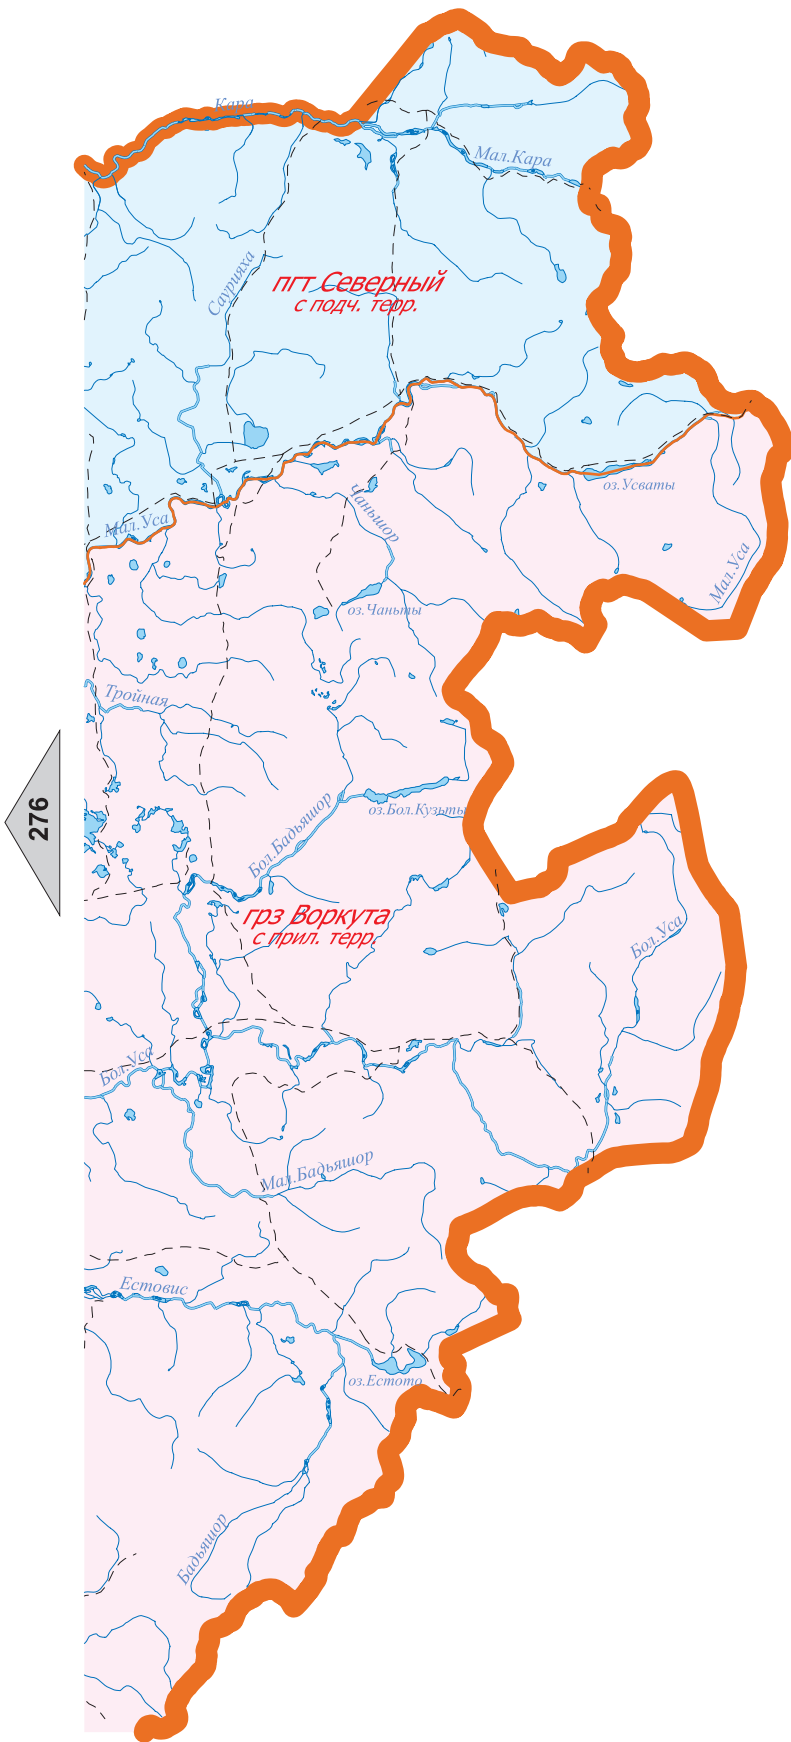 Кара
Мал.Кара
Саурияха
пгт Северный
с подч. терр.
оз.Усваты
Чаньшор
Мал.Уса
Мал.Уса
оз.Чаньты
Тройная
276
оз.Бол.Кузьты
Бол.Бадьяшор
грз Воркута
с прил. терр.
Бол.Уса
Бол.Уса
Мал.Бадьяшор
Естовис
оз.Естото
Бадьяшор